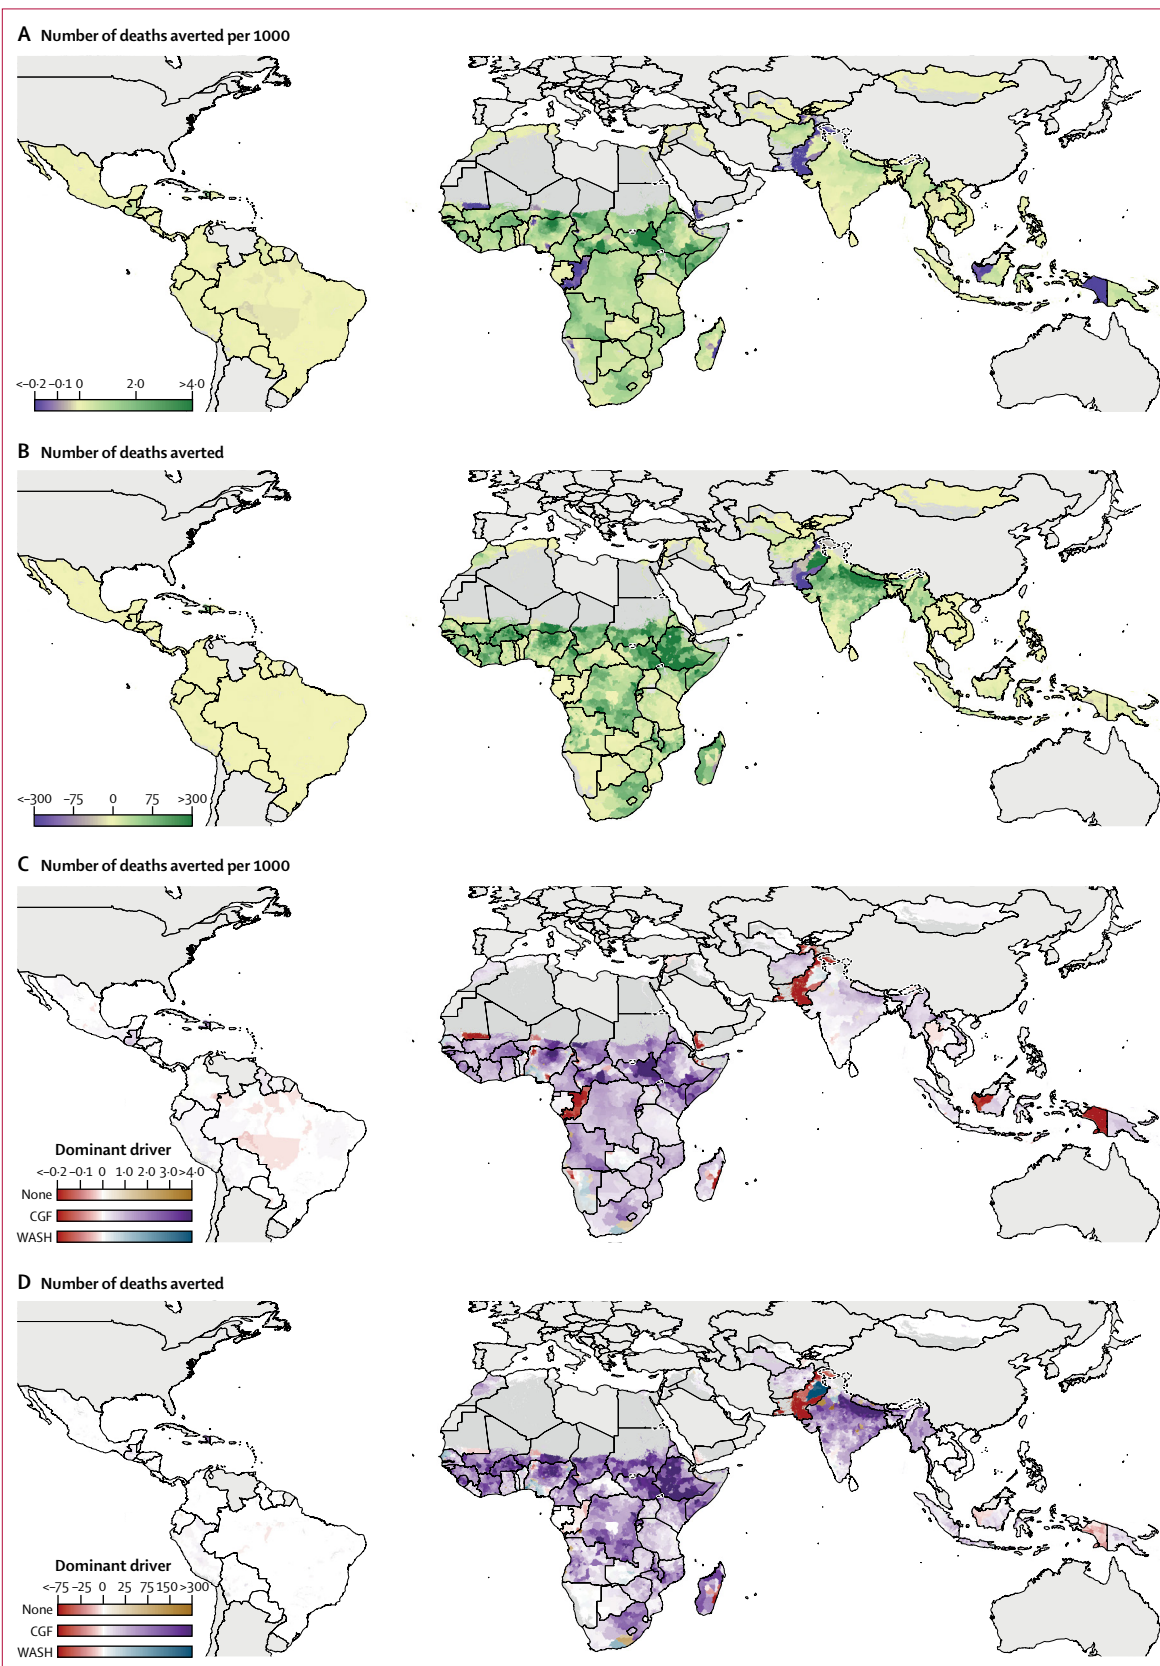 A Number of deaths averted per 1000
<–0·2 –0·1 0 2·0 >4·0
B Number of deaths averted
<–300 –75 0 75 >300
C Number of deaths averted per 1000
Dominant driver
<–0·2 –0·1 0 1·0 2·0 3·0 >4·0
None
CGF
WASH
D Number of deaths averted
Dominant driver
<–75 –25 0 25 75 150 >300
None
CGF
WASH